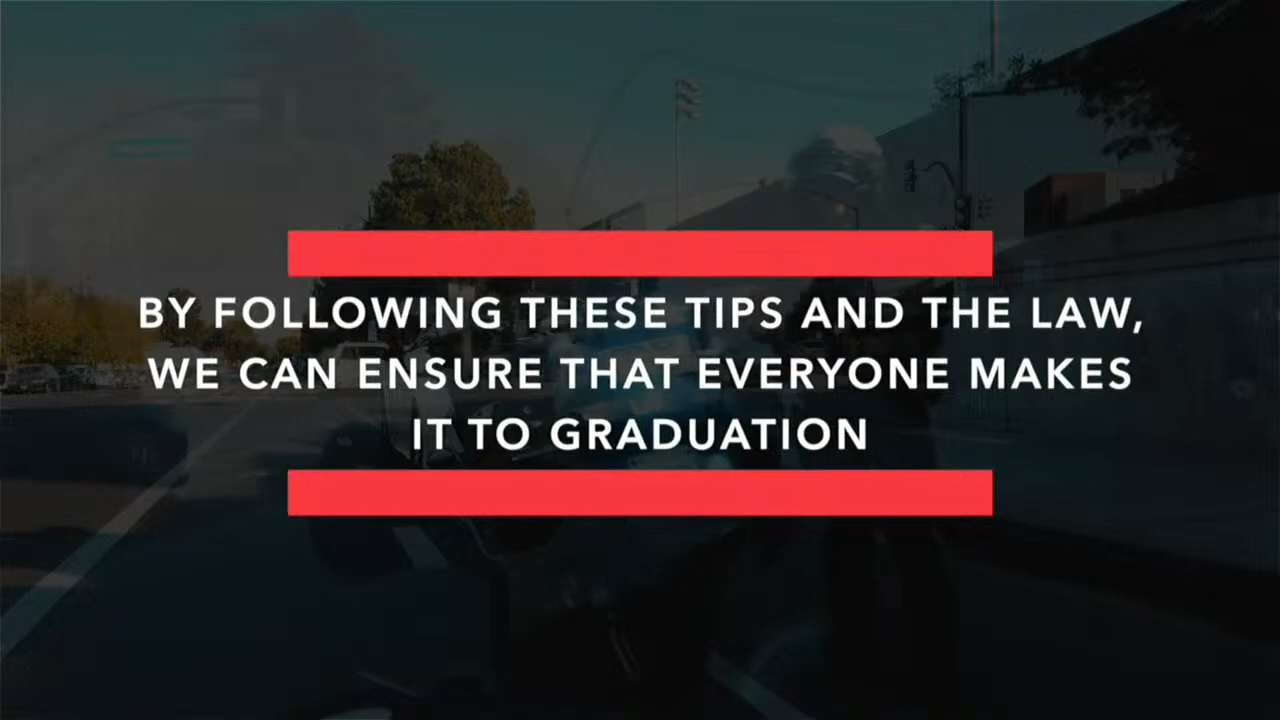 BY FOLLOWING THESE TIPS AND THE LAW,
WE CAN ENSURE THAT EVERYONE MAKES
IT TO GRADUATION